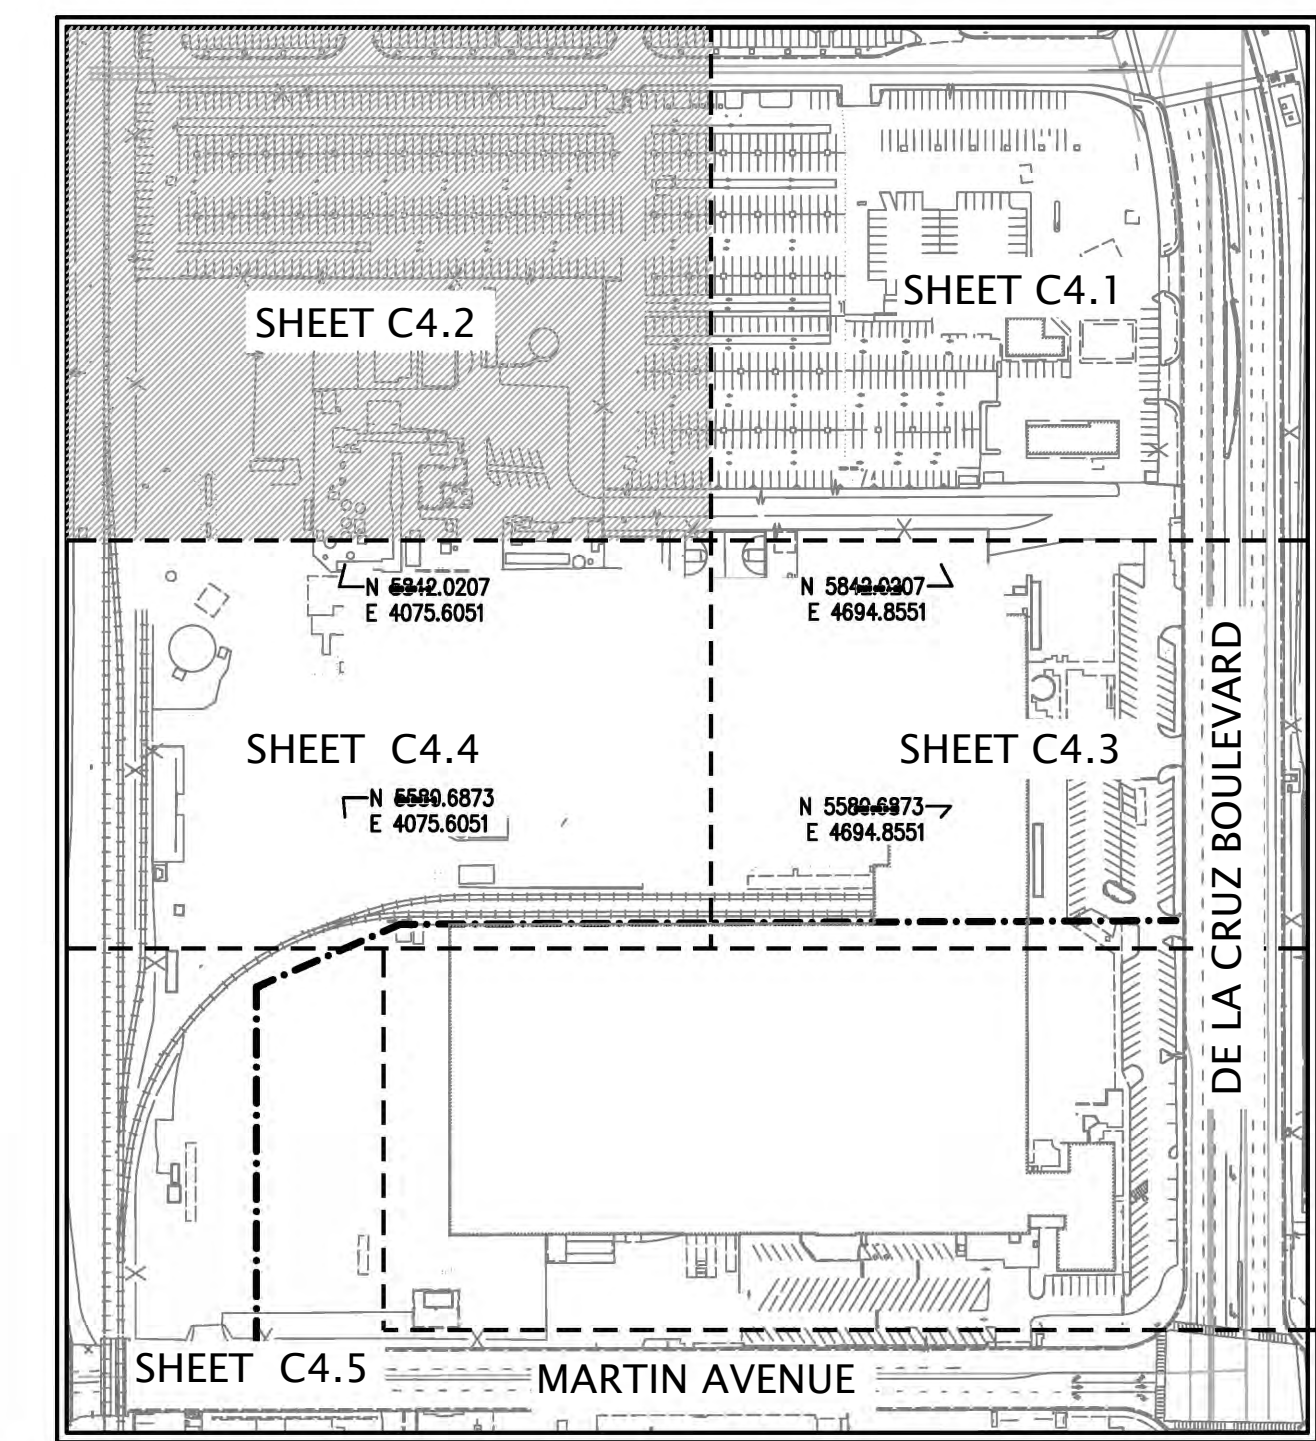 SHEET C4.1
SHEET C4.2
N 5842.0207
E 4075.6051
N 5842.0207
E 4694.8551
SHEET C4.4
SHEET C4.3
N 5580.6873
E 4075.6051
N 5580.6873
E 4694.8551
DE LA CRUZ BOULEVARD
SHEET C4.5
MARTIN AVENUE